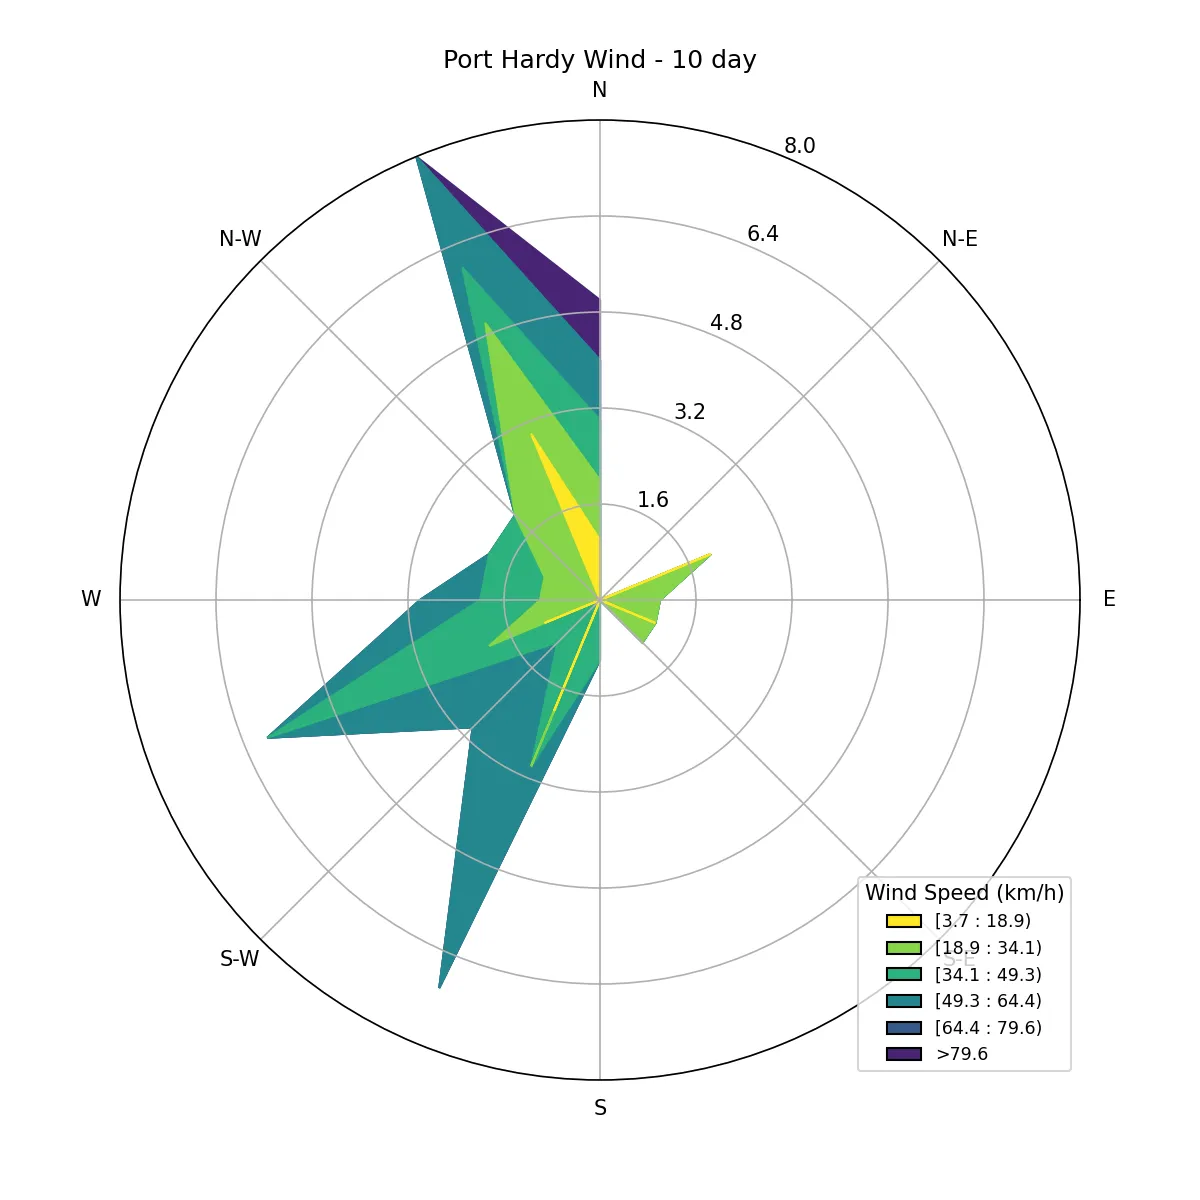 Port Hardy Wind - 10 day
N
8.0
N-W
6.4
N-E
4.8
3.2
1.6
W
E
S-W
S-E
Wind Speed (km/h)
[3.7 : 18.9)
[18.9 : 34.1)
[34.1 : 49.3)
[49.3 : 64.4)
[64.4 : 79.6)
>79.6
S